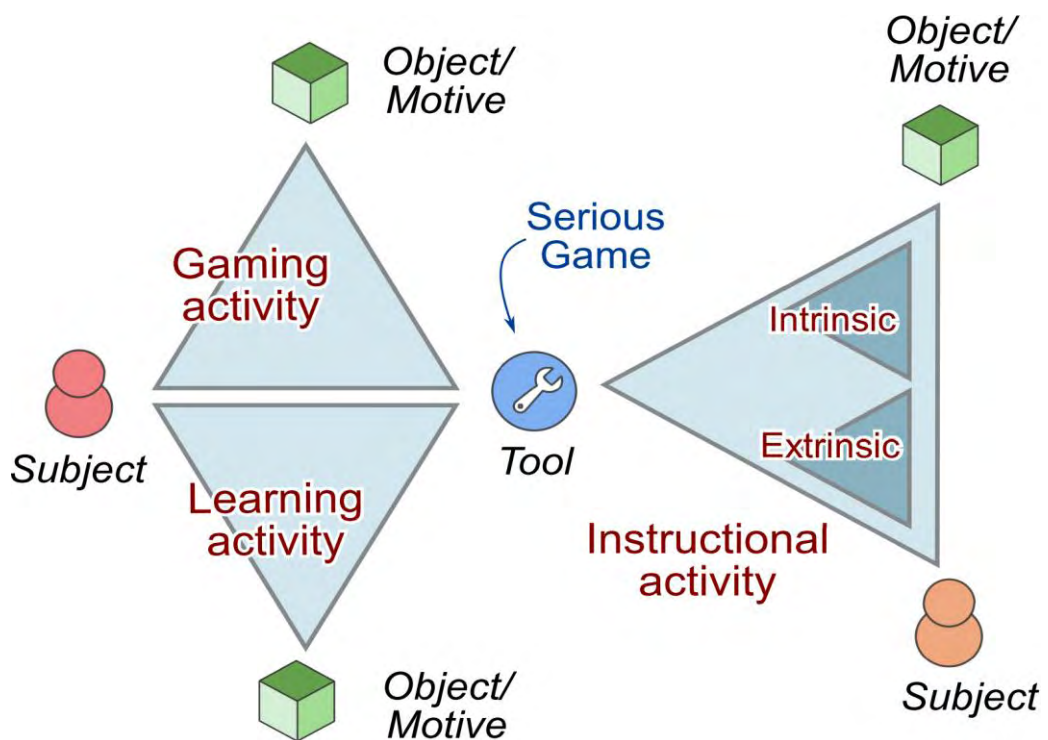 Object/
Motive
Object/
Motive
Serious
Game
Gaming
activity
Intrinsic
Extrinsic
Subject
Tool
Learning
activity
Instructional
activity
Object/
Motive
Subject